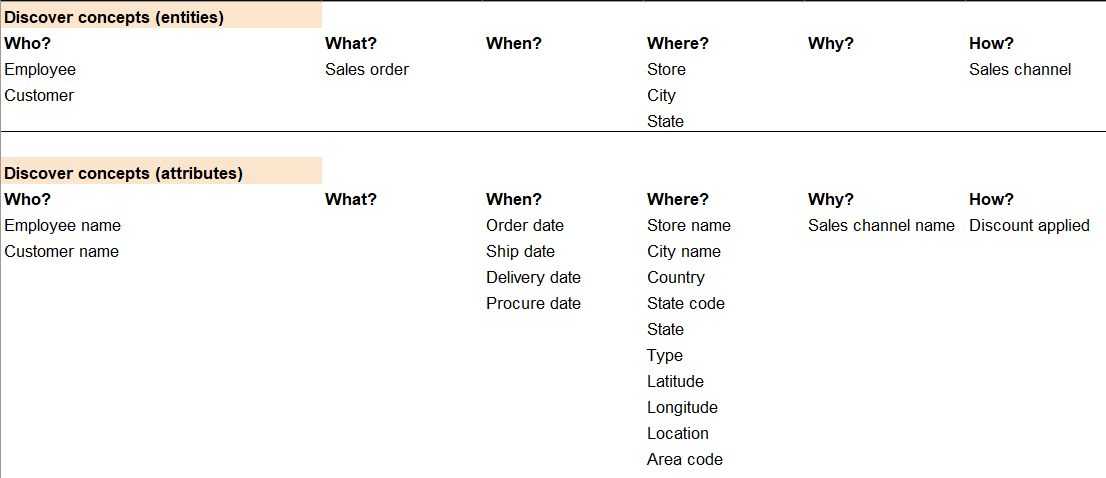 Discover concepts (entities)
Who? What? When? Where? Why? How?
Employee Sales order Store Sales channel
Customer City
State
Discover concepts (attributes)
Who? What? When? Where? Why? How?
Employee name Order date Store name Sales channel name Discount applied
Customer name Ship date City name
Delivery date Country
Procure date State code
State
Type
Latitude
Longitude
Location
Area code